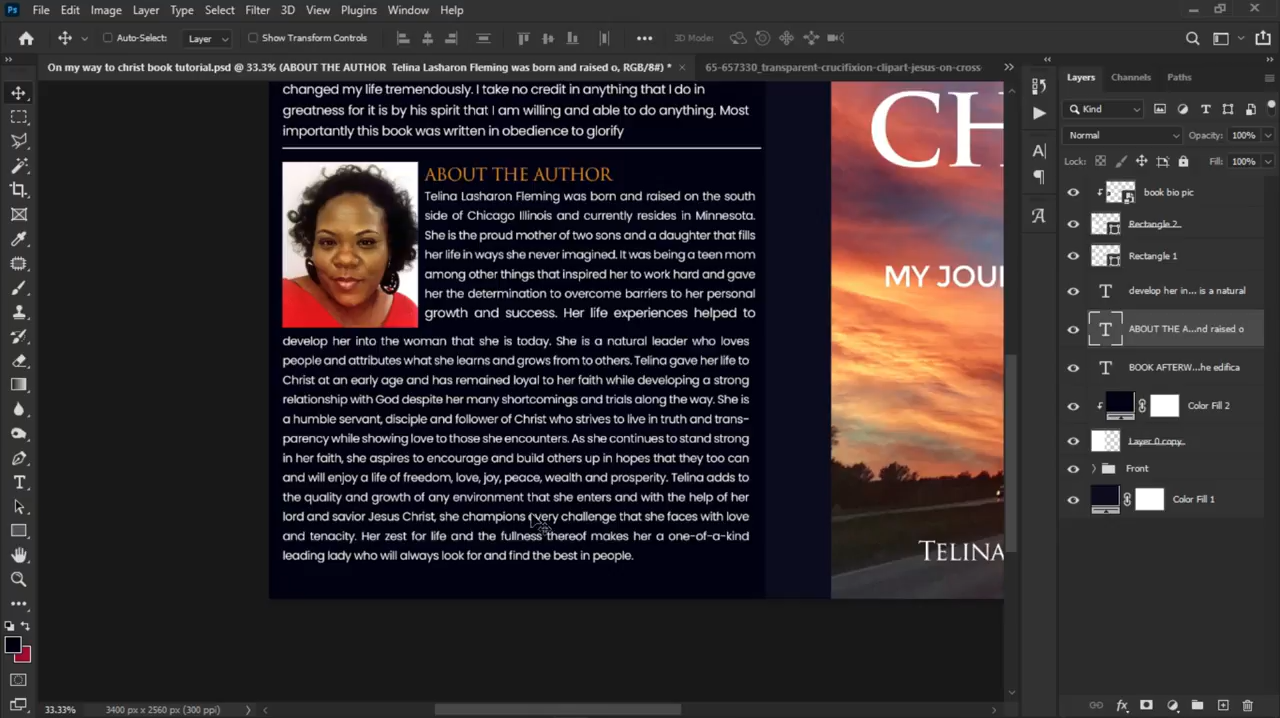 Ps File Edit Image Layer Type Select Filter 3D View Plugins Window Help
Auto-Select: Layer Show Transform Controls 3D Mode:
On my way to christ book tutorial.psd @ 33.3% (ABOUT THE AUTHOR Telina Lasharon Fleming was born and raised o, RGB/8#) *
65-657330_transparent-crucifixion-clipart-jesus-on-cross
changed my life tremendously. I take no credit in anything that I do in
greatness for it is by his spirit that I am willing and able to do anything. Most
importantly this book was written in obedience to glorify
ABOUT THE AUTHOR
Telina Lasharon Fleming was born and raised on the south
side of Chicago Illinois and currently resides in Minnesota.
She is the proud mother of two sons and a daughter that fills
her life in ways she never imagined. It was being a teen mom
among other things that inspired her to work hard and gave
her the determination to overcome barriers to her personal
growth and success. Her life experiences helped to
develop her into the woman that she is today. She is a natural leader who loves
people and attributes what she learns and grows from to others. Telina gave her life to
Christ at an early age and has remained loyal to her faith while developing a strong
relationship with God despite her many shortcomings and trials along the way. She is
a humble servant, disciple and follower of Christ who strives to live in truth and trans-
parency while showing love to those she encounters. As she continues to stand strong
in her faith, she aspires to encourage and build others up in hopes that they too can
and will enjoy a life of freedom, love, joy, peace, wealth and prosperity. Telina adds to
the quality and growth of any environment that she enters and with the help of her
lord and savior Jesus Christ, she champions every challenge that she faces with love
and tenacity. Her zest for life and the fullness thereof makes her a one-of-a-kind
leading lady who will always look for and find the best in people.
CH
MY JOU
TELINA
Layers Channels Paths
Kind
Normal Opacity: 100%
Lock: Fill: 100%
book bio pic
Rectangle 2
Rectangle 1
develop her in... is a natural
ABOUT THE A...nd raised o
BOOK AFTERW...he edifica
Color Fill 2
Layer 0 copy
Front
Color Fill 1
33.33% 3400 px x 2560 px (300 ppi)